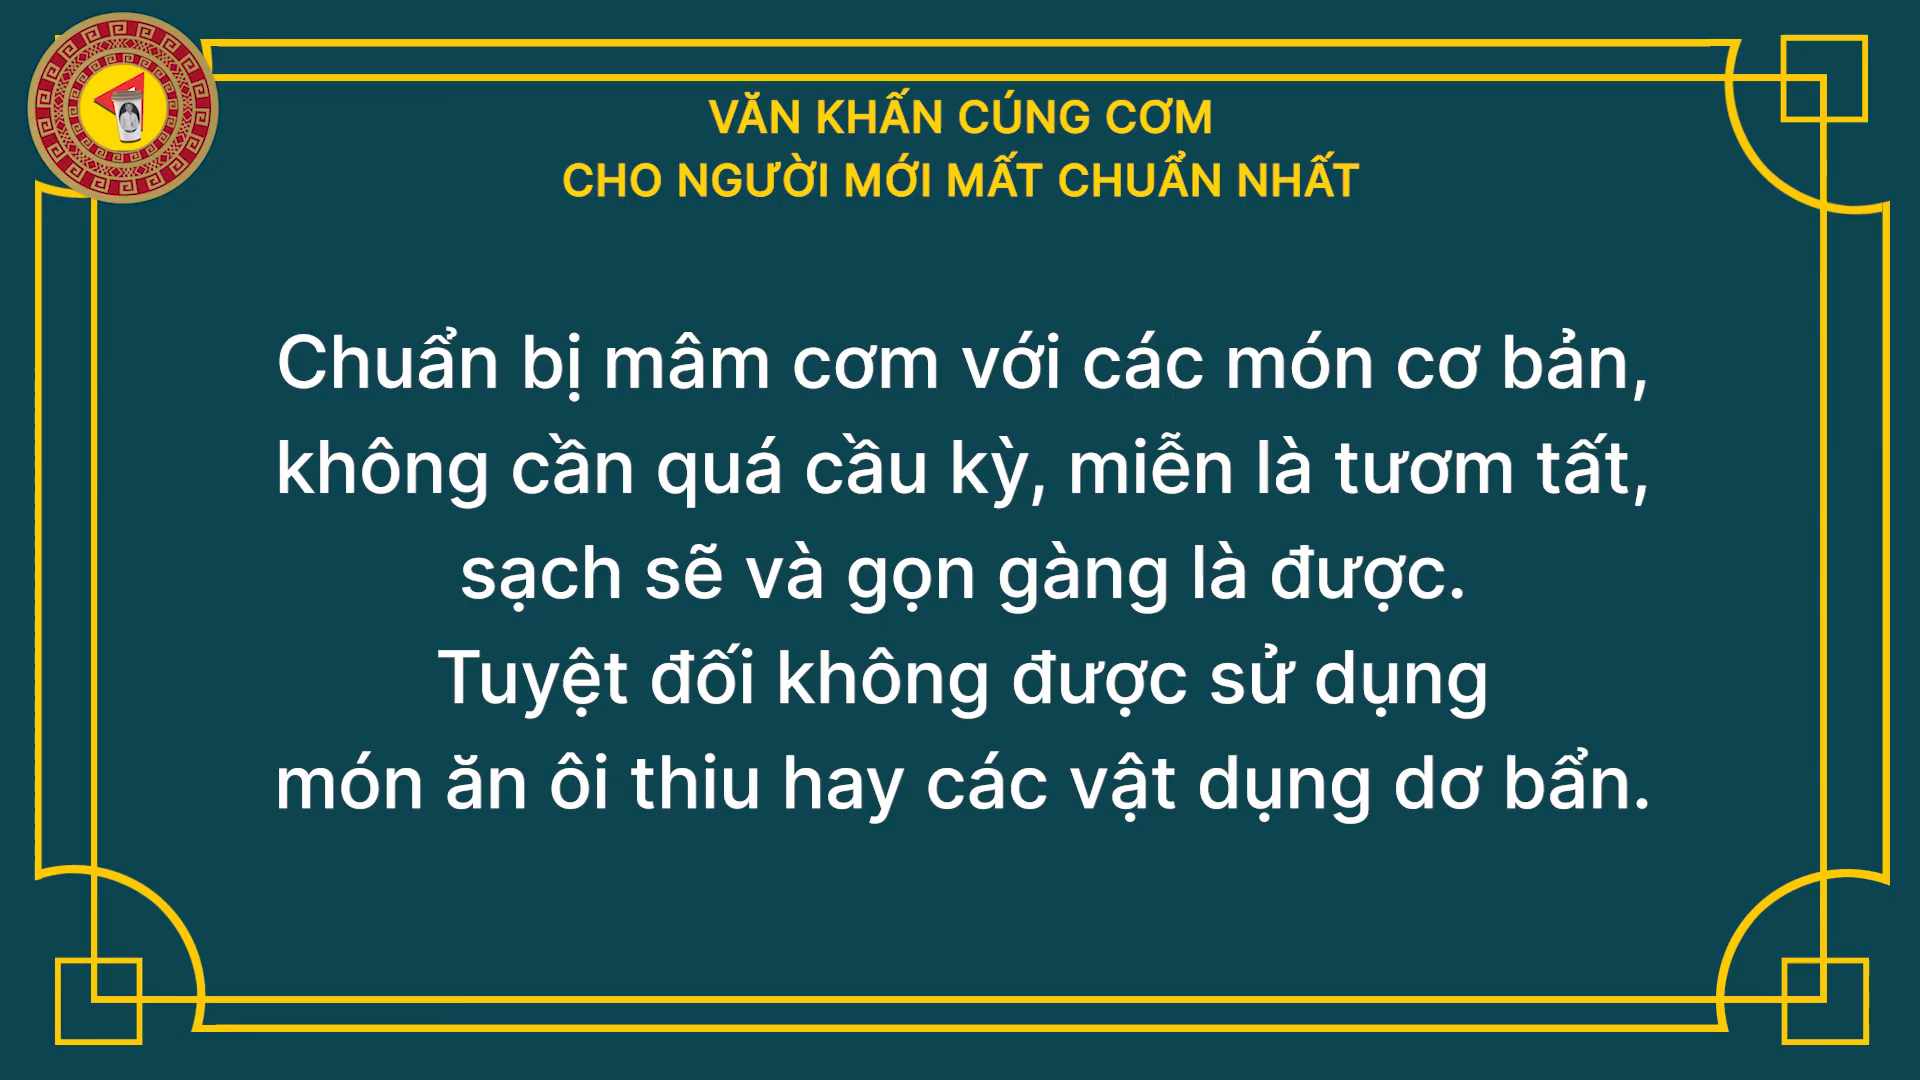 VĂN KHẤN CÚNG CƠM
CHO NGƯỜI MỚI MẤT CHUẨN NHẤT
Chuẩn bị mâm cơm với các món cơ bản,
không cần quá cầu kỳ, miễn là tươm tất,
sạch sẽ và gọn gàng là được.
Tuyệt đối không được sử dụng
món ăn ôi thiu hay các vật dụng dơ bẩn.